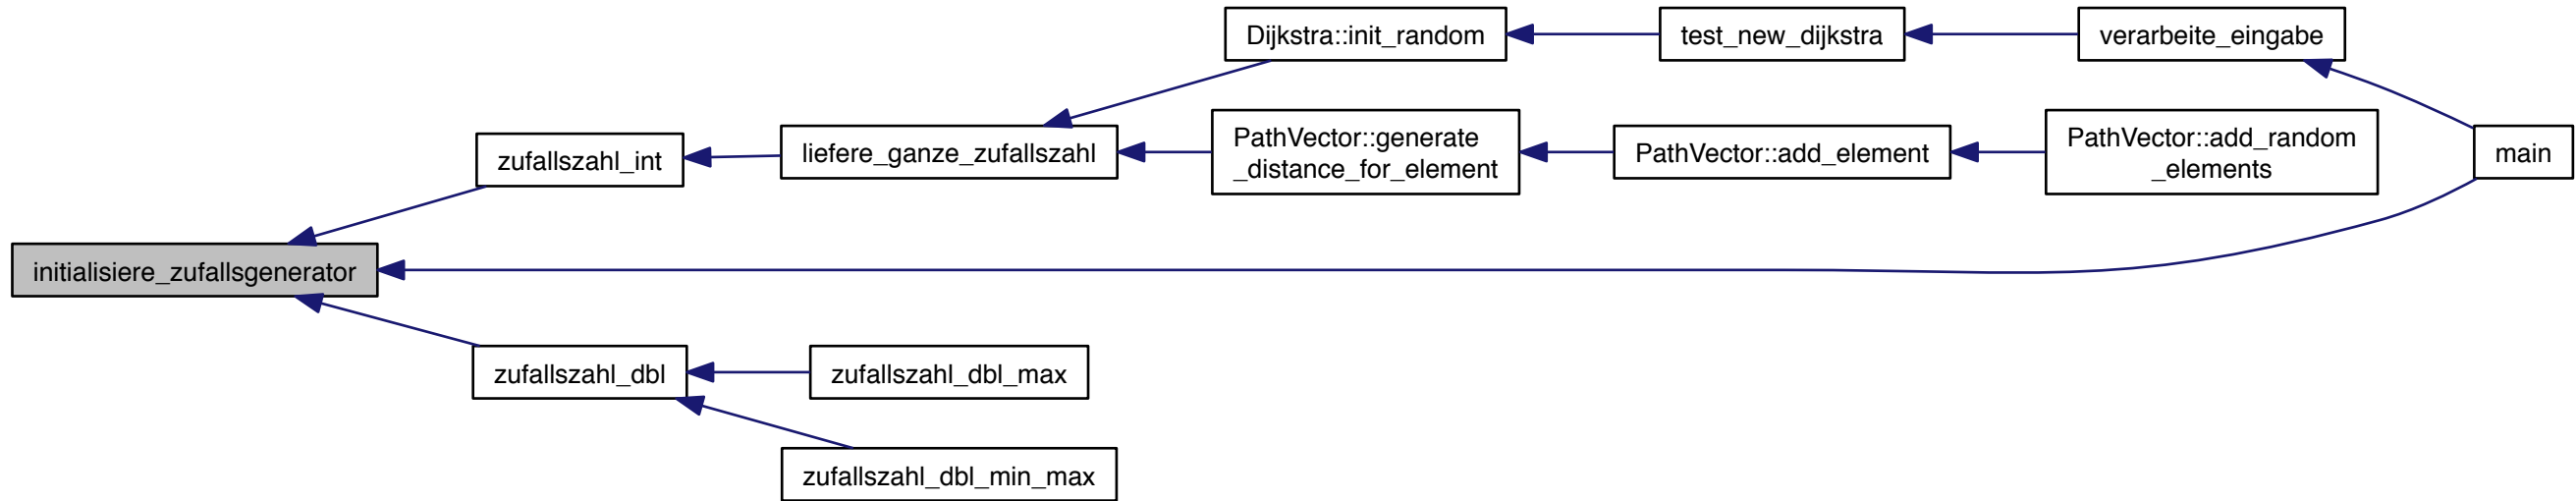 Dijkstra::init_random
test_new_dijkstra
verarbeite_eingabe
zufallszahl_int
liefere_ganze_zufallszahl
PathVector::generate
_distance_for_element
PathVector::add_element
PathVector::add_random
_elements
main
initialisiere_zufallsgenerator
zufallszahl_dbl
zufallszahl_dbl_max
zufallszahl_dbl_min_max